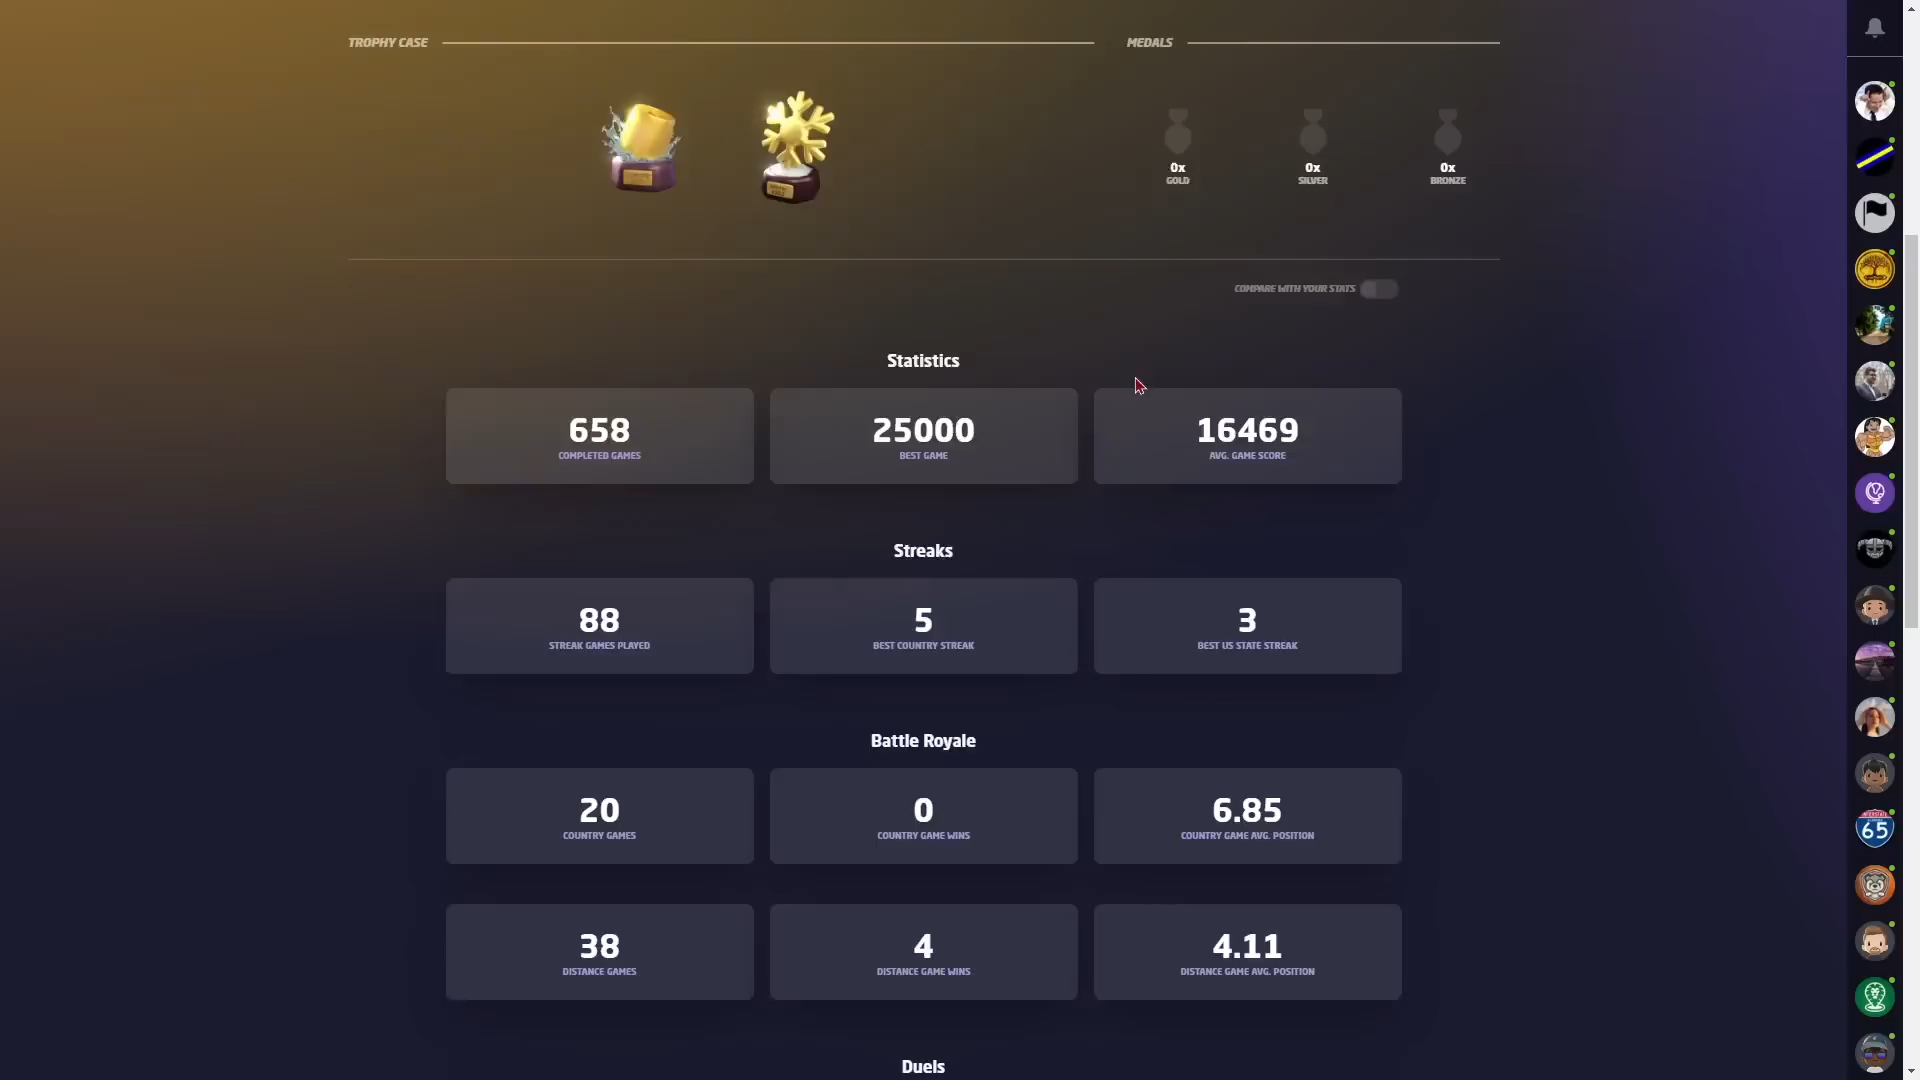 TROPHY CASE
MEDALS
0x
GOLD
0x
SILVER
0x
BRONZE
COMPARE WITH YOUR STATS
Statistics
658
COMPLETED GAMES
25000
BEST GAME
16469
AVG. GAME SCORE
Streaks
88
STREAK GAMES PLAYED
5
BEST COUNTRY STREAK
3
BEST US STATE STREAK
Battle Royale
20
COUNTRY GAMES
0
COUNTRY GAME WINS
6.85
COUNTRY GAME AVG. POSITION
38
DISTANCE GAMES
4
DISTANCE GAME WINS
4.11
DISTANCE GAME AVG. POSITION
Duels
INTERSTATE
65